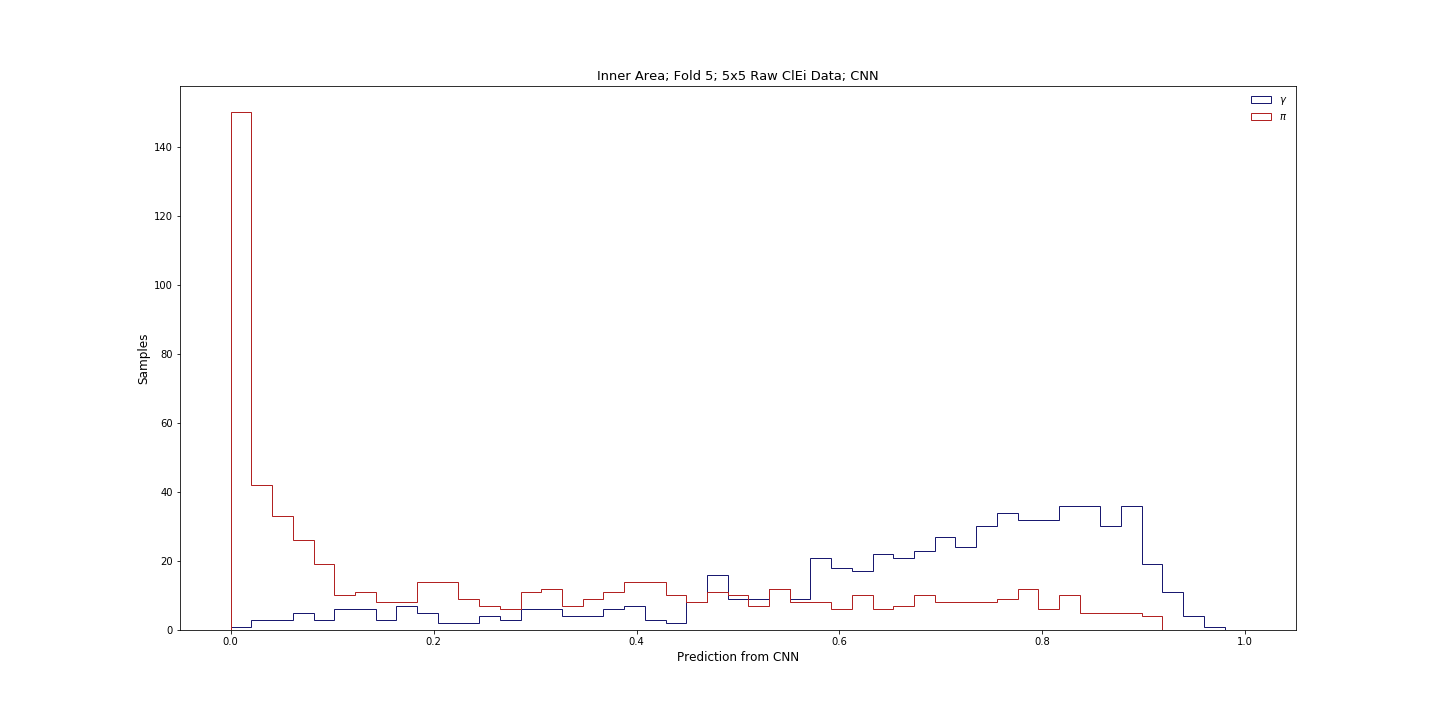 Inner Area; Fold 5; 5x5 Raw ClEi Data; CNN
γ
π
Samples
140
120
100
80
60
40
20
0
0.0 0.2 0.4 0.6 0.8 1.0
Prediction from CNN